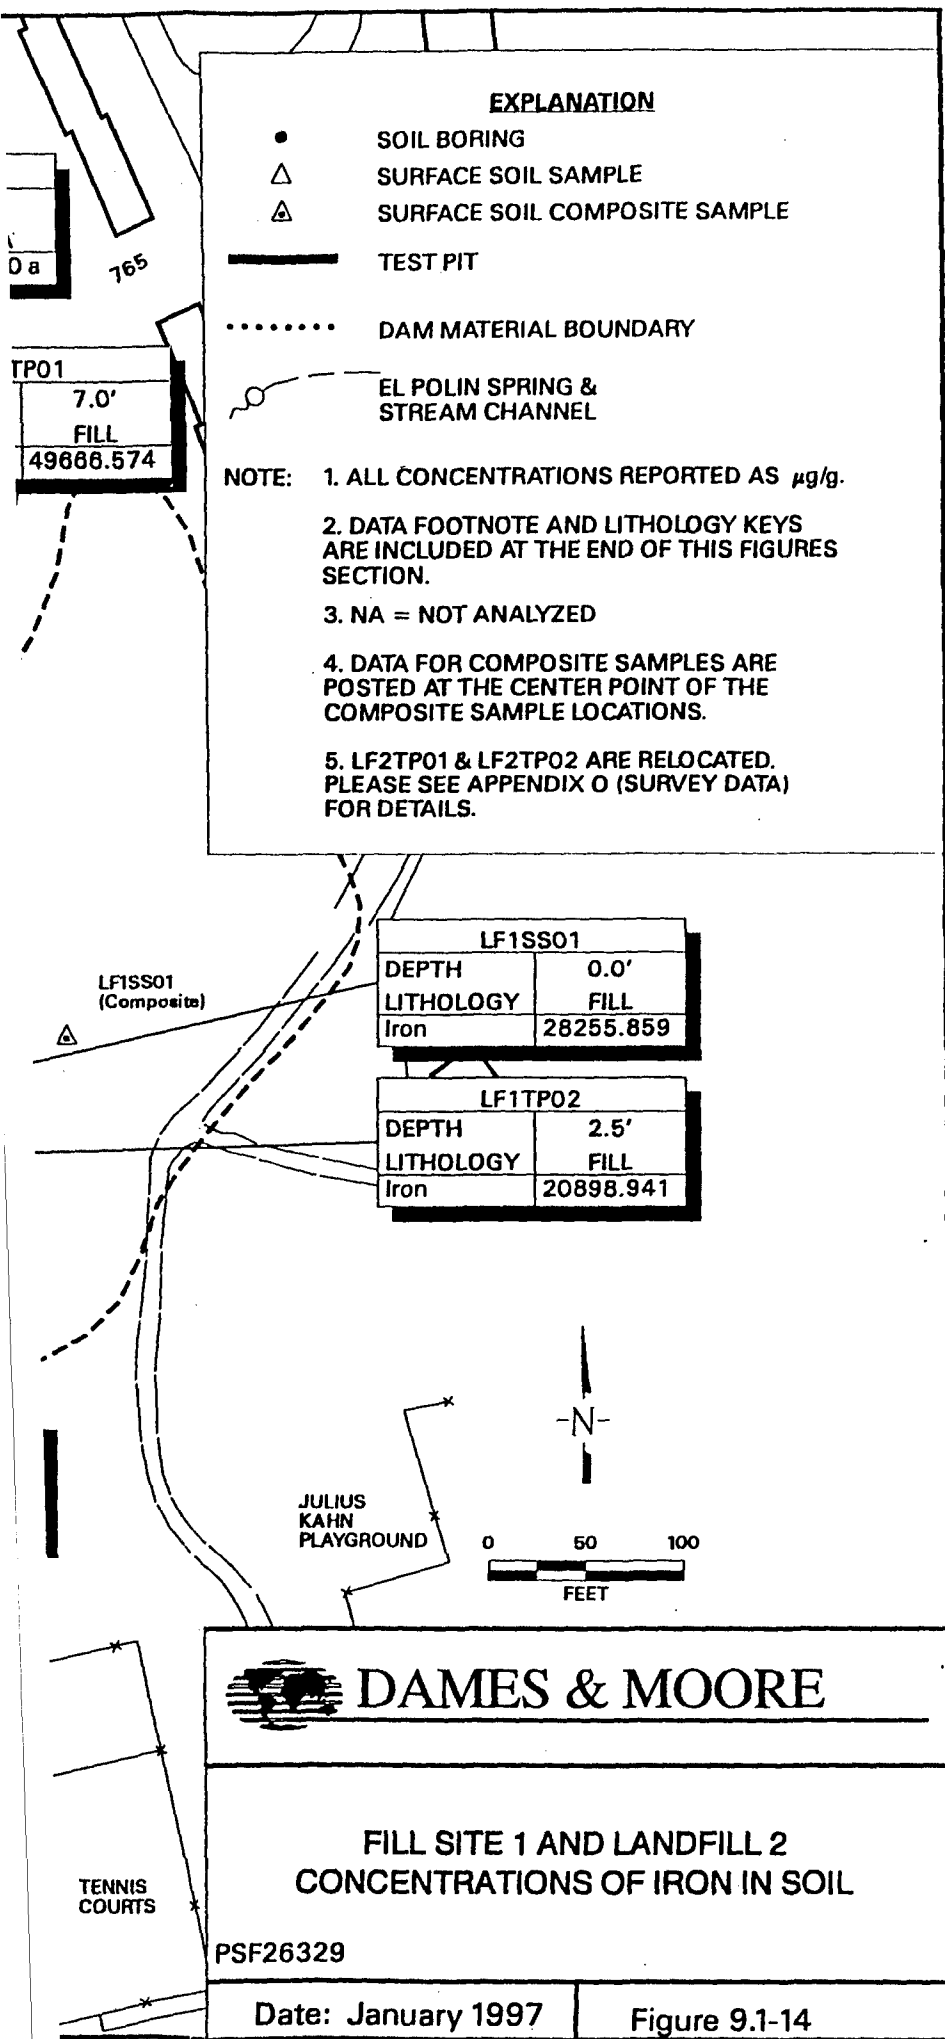 EXPLANATION
SOIL BORING
SURFACE SOIL SAMPLE
SURFACE SOIL COMPOSITE SAMPLE
TEST PIT
DAM MATERIAL BOUNDARY
EL POLIN SPRING &
STREAM CHANNEL
NOTE: 1. ALL CONCENTRATIONS REPORTED AS µg/g.
2. DATA FOOTNOTE AND LITHOLOGY KEYS
ARE INCLUDED AT THE END OF THIS FIGURES
SECTION.
3. NA = NOT ANALYZED
4. DATA FOR COMPOSITE SAMPLES ARE
POSTED AT THE CENTER POINT OF THE
COMPOSITE SAMPLE LOCATIONS.
5. LF2TP01 & LF2TP02 ARE RELOCATED.
PLEASE SEE APPENDIX O (SURVEY DATA)
FOR DETAILS.
0 a
765
TP01
7.0'
FILL
49666.574
LF1SS01
(Composite)
LF1SS01
DEPTH 0.0'
LITHOLOGY FILL
Iron 28255.859
LF1TP02
DEPTH 2.5'
LITHOLOGY FILL
Iron 20898.941
-N-
JULIUS
KAHN
PLAYGROUND
0 50 100
FEET
TENNIS
COURTS
DAMES & MOORE
FILL SITE 1 AND LANDFILL 2
CONCENTRATIONS OF IRON IN SOIL
PSF26329
Date: January 1997 Figure 9.1-14